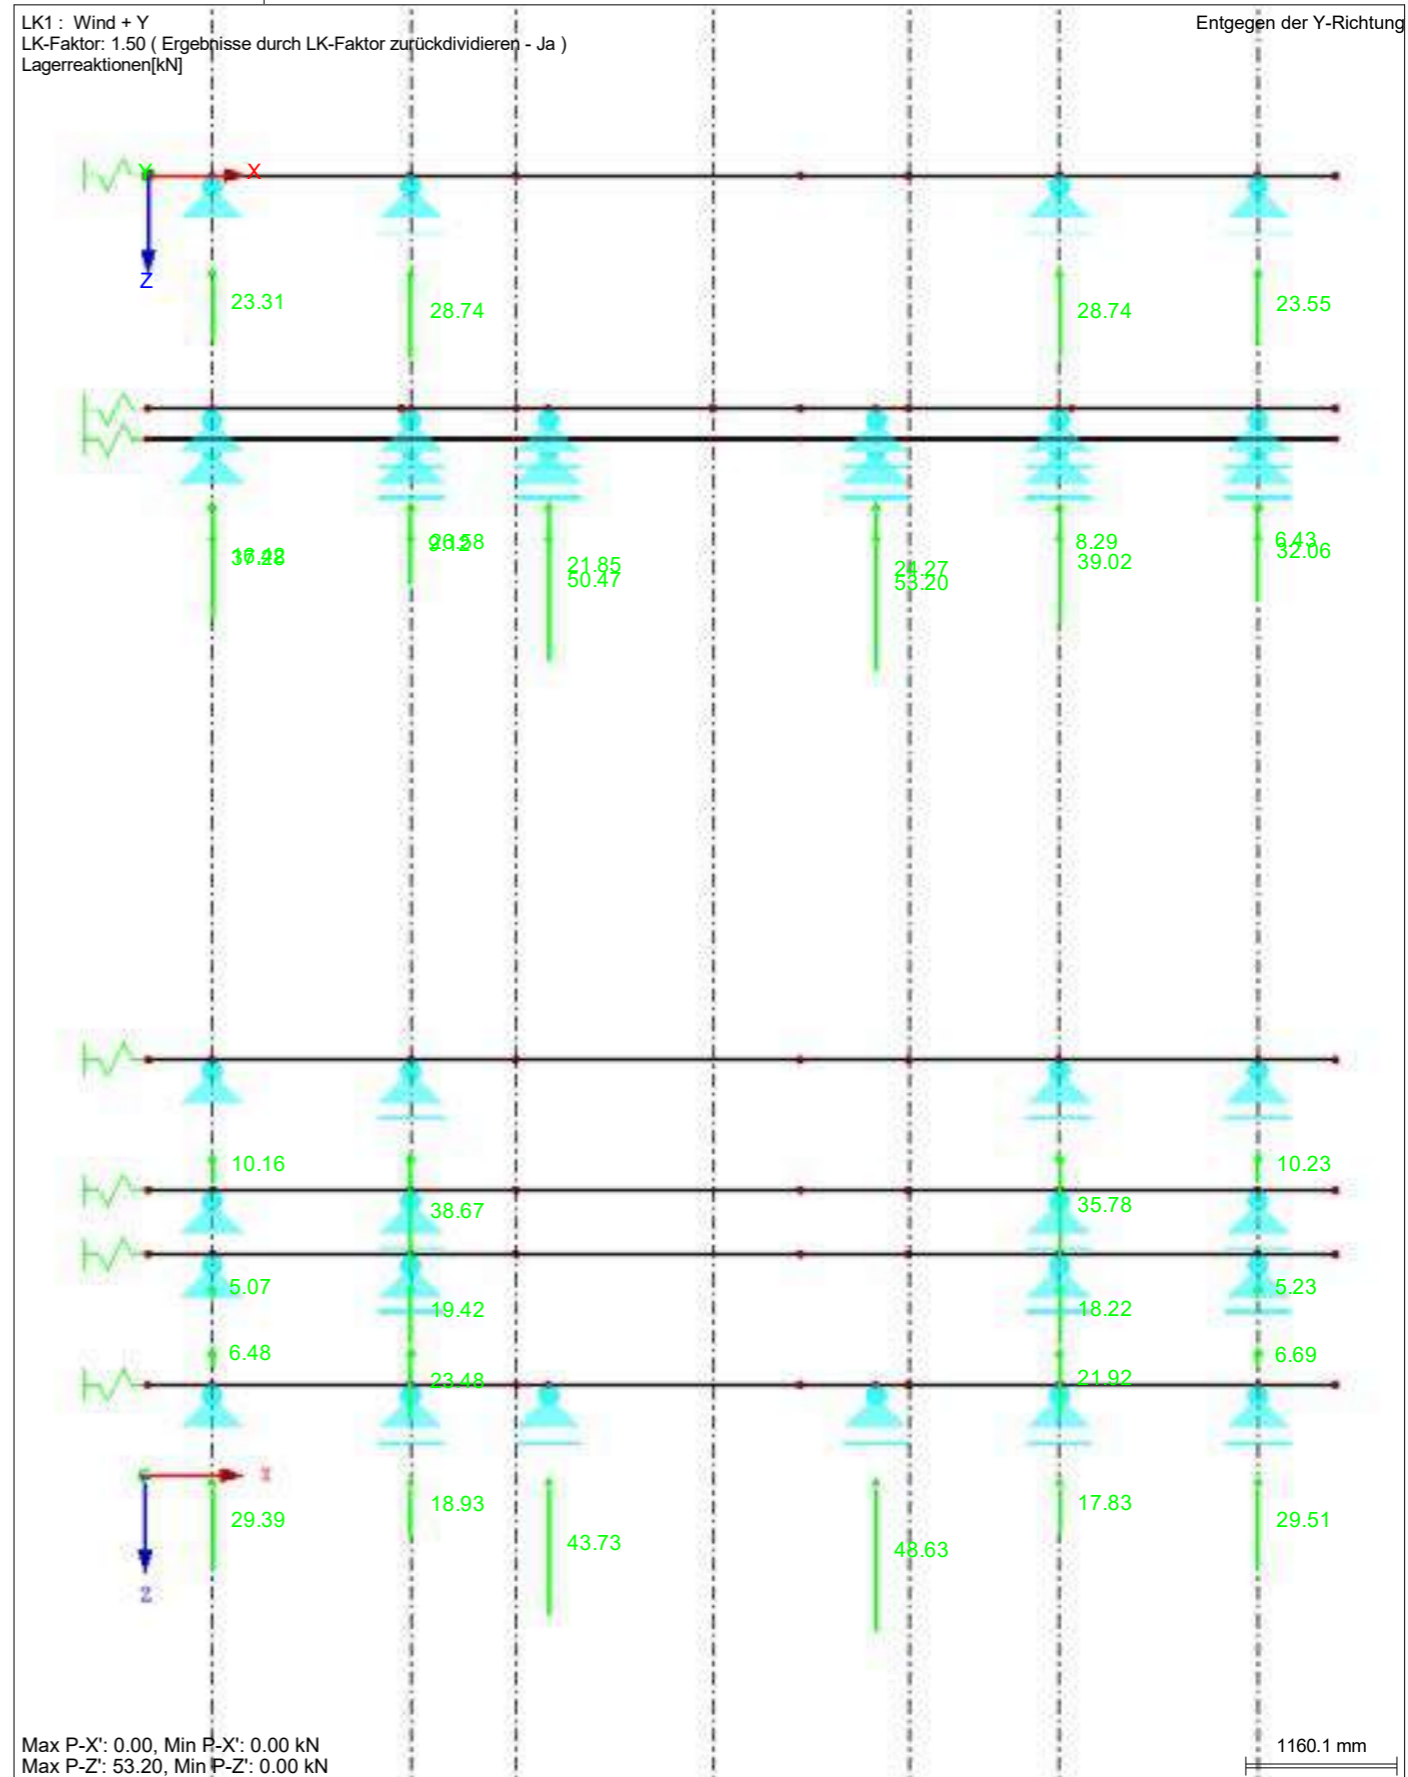 LK1 : Wind + Y
Entgegen der Y-Richtung
LK-Faktor: 1.50 ( Ergebnisse durch LK-Faktor zurückdividieren - Ja )
Lagerreaktionen[kN]
Y X
Z
23.31 28.74 28.74 23.55
8.29 6.43
39.02 32.06
21.85 24.27
50.47 53.20
10.16 10.23
38.67 35.78
5.07 5.23
19.42 18.22
6.48 6.69
23.48 21.92
29.39 18.93 17.83 29.51
43.73 48.63
Z
Max P-X': 0.00, Min P-X': 0.00 kN
Max P-Z': 53.20, Min P-Z': 0.00 kN
1160.1 mm